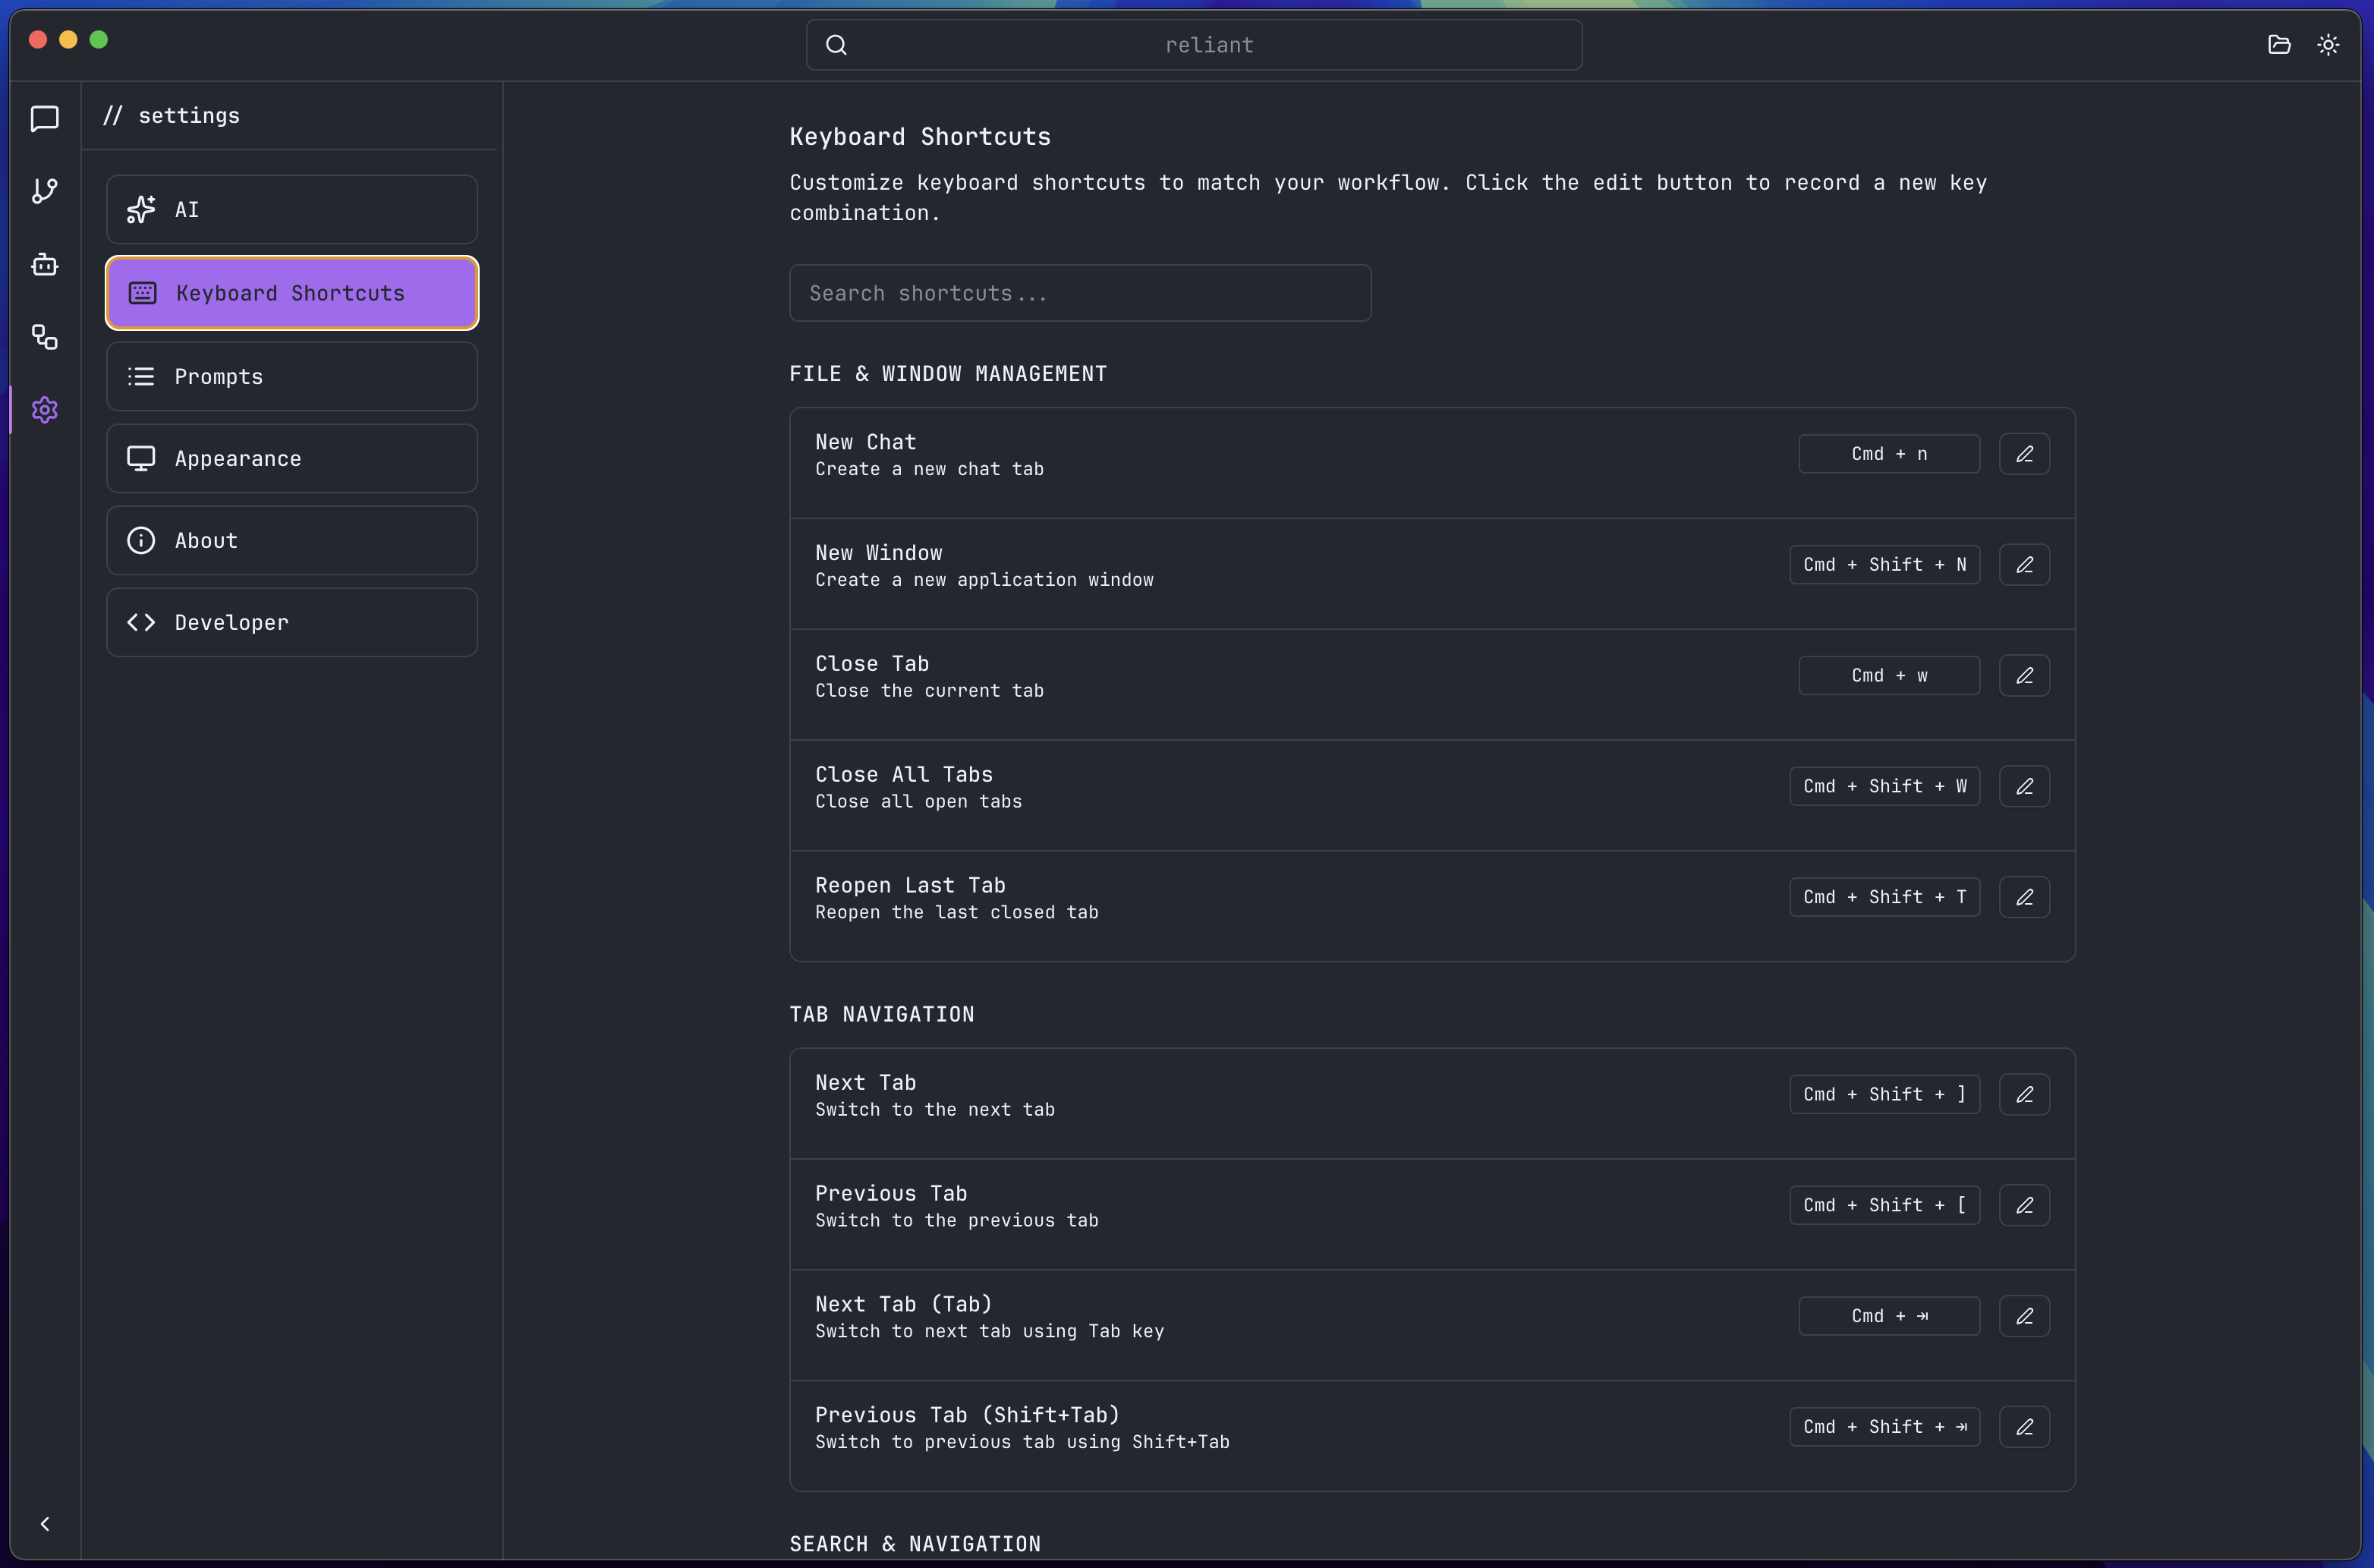 reliant
// settings
AI
Keyboard Shortcuts
Prompts
Appearance
About
Developer
Keyboard Shortcuts
Customize keyboard shortcuts to match your workflow. Click the edit button to record a new key
combination.
Search shortcuts...
FILE & WINDOW MANAGEMENT
New Chat
Create a new chat tab
Cmd + n
New Window
Create a new application window
Cmd + Shift + N
Close Tab
Close the current tab
Cmd + w
Close All Tabs
Close all open tabs
Cmd + Shift + W
Reopen Last Tab
Reopen the last closed tab
Cmd + Shift + T
TAB NAVIGATION
Next Tab
Switch to the next tab
Cmd + Shift + ]
Previous Tab
Switch to the previous tab
Cmd + Shift + [
Next Tab (Tab)
Switch to next tab using Tab key
Cmd + ⇥
Previous Tab (Shift+Tab)
Switch to previous tab using Shift+Tab
Cmd + Shift + ⇥
SEARCH & NAVIGATION